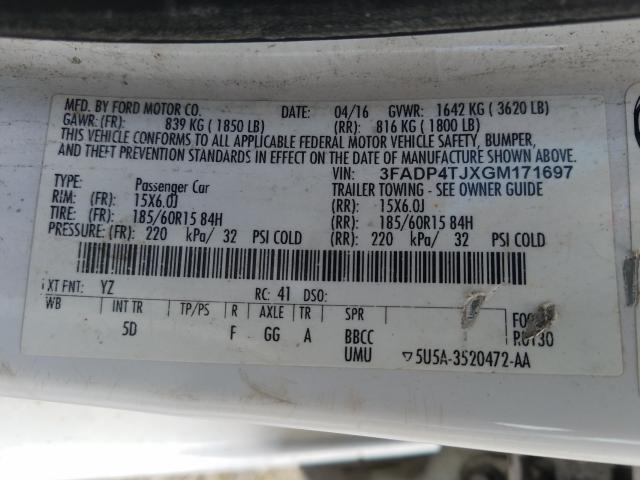 MFD. BY FORD MOTOR CO. DATE: 04/16 GVWR: 1642 KG ( 3620 LB)
GAWR: (FR): 839 KG ( 1850 LB) (RR): 816 KG ( 1800 LB)
THIS VEHICLE CONFORMS TO ALL APPLICABLE FEDERAL MOTOR VEHICLE SAFETY, BUMPER,
AND THEFT PREVENTION STANDARDS IN EFFECT ON THE DATE OF MANUFACTURE SHOWN ABOVE.
VIN: 3FADP4TJXGM171697
TYPE: Passenger Car TRAILER TOWING - SEE OWNER GUIDE
RIM: (FR) 15X6.0J (RR): 15X6.0J
TIRE: (FR) 185/60R15 84H (RR): 185/60R15 84H
PRESSURE: (FR) 220 kPa/ 32 PSI COLD (RR): 220 kPa/ 32 PSI COLD
EXT PNT: YZ RC: 41 DSO:
WB INT TR TP/PS R AXLE TR SPR
5D F GG A BBCC
UMU ▽5U5A-3520472-AA